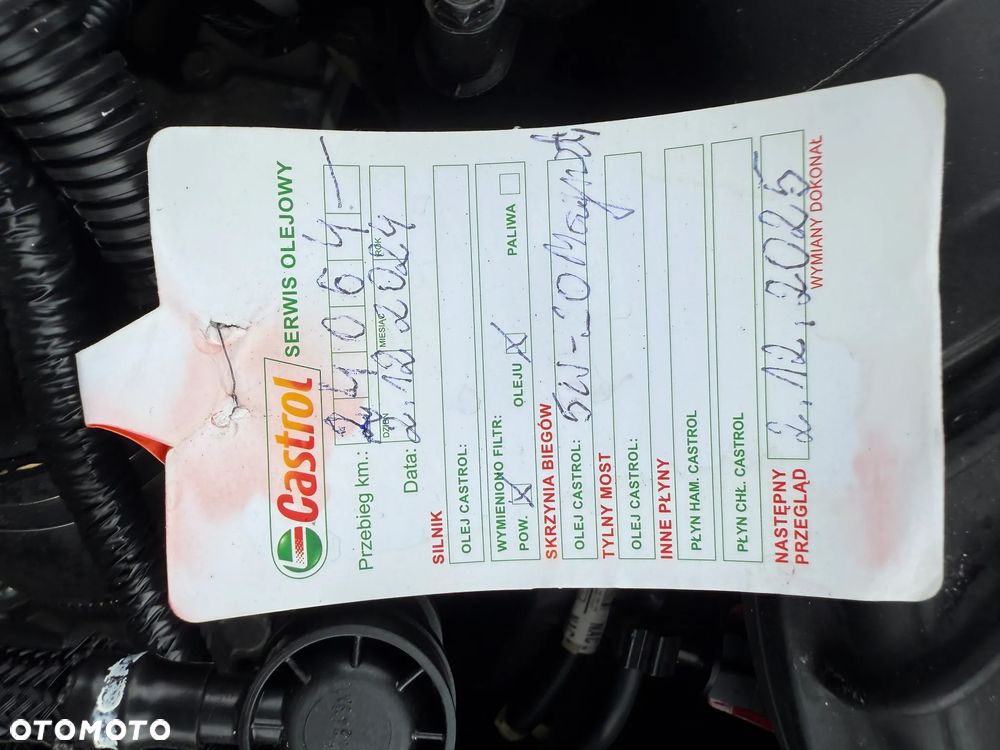 Castrol SERWIS OLEJOWY
Przebieg km.: 24064-
DZIEŃ MIESIĄC ROK
Data: 2.12.2024
SILNIK
OLEJ CASTROL:
WYMIENIONO FILTR:
POW. X OLEJU X PALIWA
SKRZYNIA BIEGÓW
OLEJ CASTROL: 5W-20
TYLNY MOST
OLEJ CASTROL:
INNE PŁYNY
PŁYN HAM. CASTROL
PŁYN CHŁ. CASTROL
NASTĘPNY
PRZEGLĄD 2.12.2025
WYMIANY DOKONAŁ
OTOMOTO